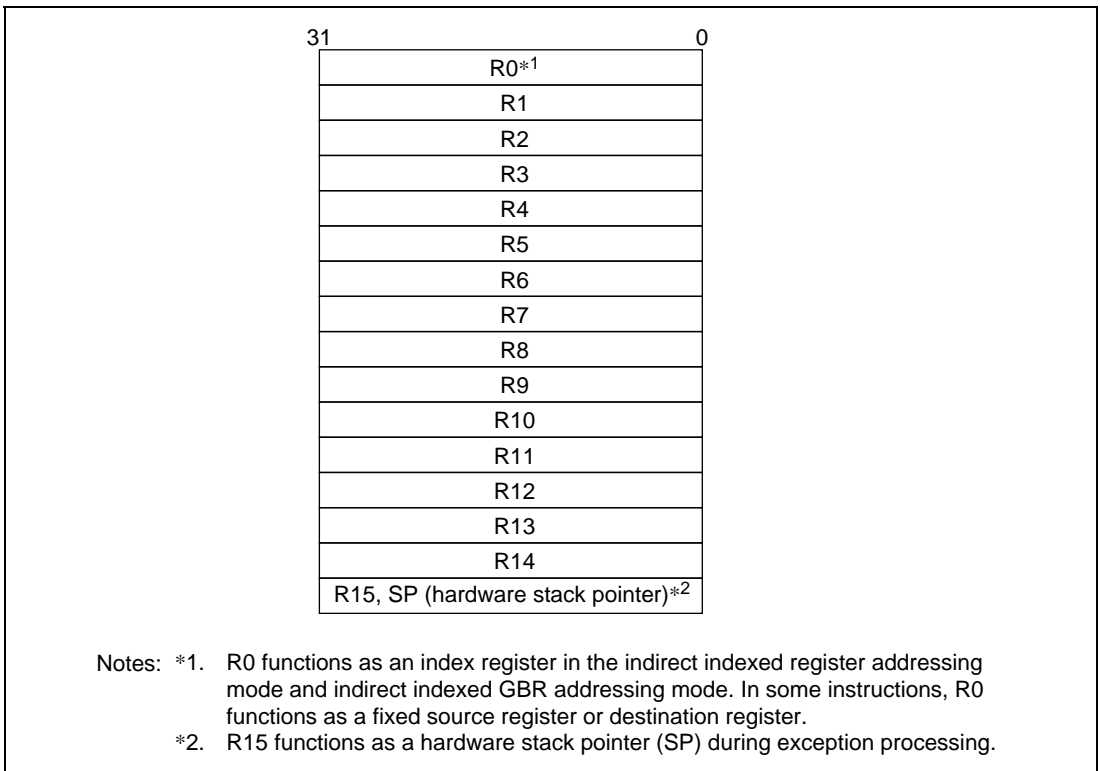 31 0
R0*1
R1
R2
R3
R4
R5
R6
R7
R8
R9
R10
R11
R12
R13
R14
R15, SP (hardware stack pointer)*2
Notes: *1. R0 functions as an index register in the indirect indexed register addressing
mode and indirect indexed GBR addressing mode. In some instructions, R0
functions as a fixed source register or destination register.
*2. R15 functions as a hardware stack pointer (SP) during exception processing.